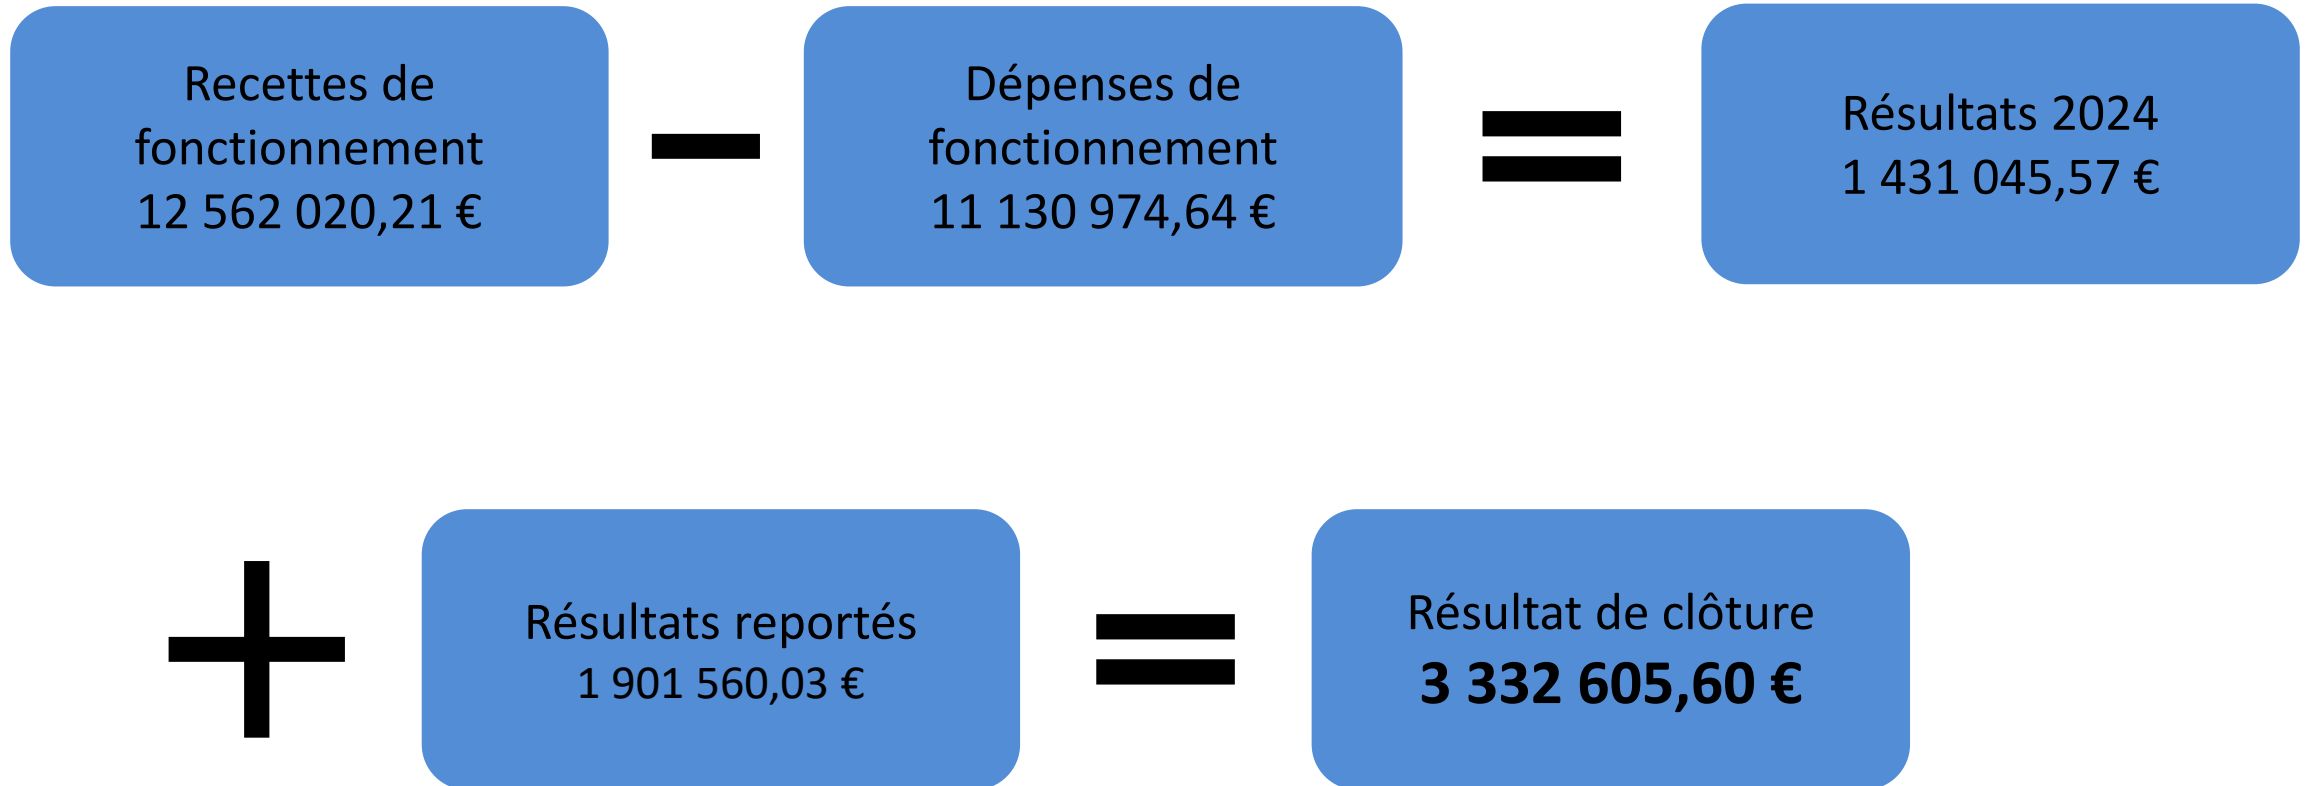 Recettes de
fonctionnement
12 562 020,21 €
Dépenses de
fonctionnement
11 130 974,64 €
Résultats 2024
1 431 045,57 €
Résultats reportés
1 901 560,03 €
Résultat de clôture
3 332 605,60 €